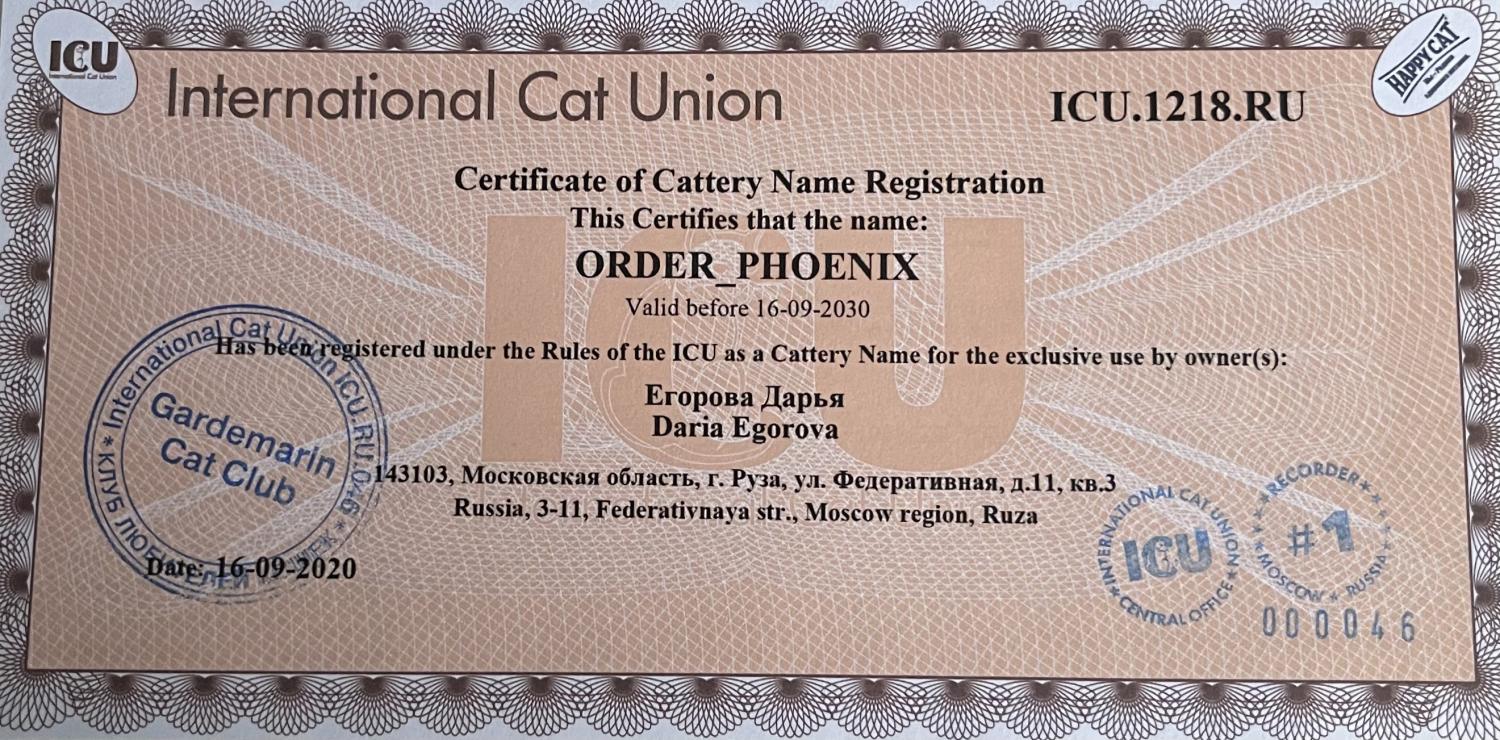 ICU
International Cat Union
International Cat Union
ICU.1218.RU
HAPPY CAT
Certificate of Cattery Name Registration
This Certifies that the name:
ORDER_PHOENIX
Valid before 16-09-2030
Has been registered under the Rules of the ICU as a Cattery Name for the exclusive use by owner(s):
Егорова Дарья
Daria Egorova
143103, Московская область, г. Руза, ул. Федеративная, д.11, кв.3
Russia, 3-11, Federativnaya str., Moscow region, Ruza
Date: 16-09-2020
International Cat Union ICU.RU.046
Gardemarin
Cat Club
INTERNATIONAL CAT UNION
ICU
CENTRAL OFFICE
RECORDER
#1
MOSCOW * RUSSIA
000046
ICU